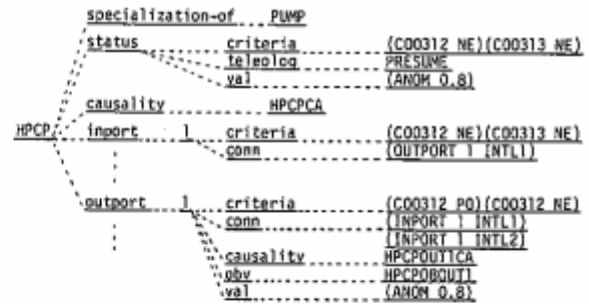 specialization-of PUMP
status criteria (C00312 NE)(C00313 NE)
teleolog PRESUME
val (ANOM 0.8)
causality HPCPCA
HPCP inport 1 criteria (C00312 NE)(C00313 NE)
conn (OUTPORT 1 INTL1)
outport 1 criteria (C00312 PO)(C00312 NE)
conn (INPORT 1 INTL1)
(INPORT 1 INTL2)
causality HPCPOUT1CA
obv HPCPOBOUT1
val (ANOM 0.8)